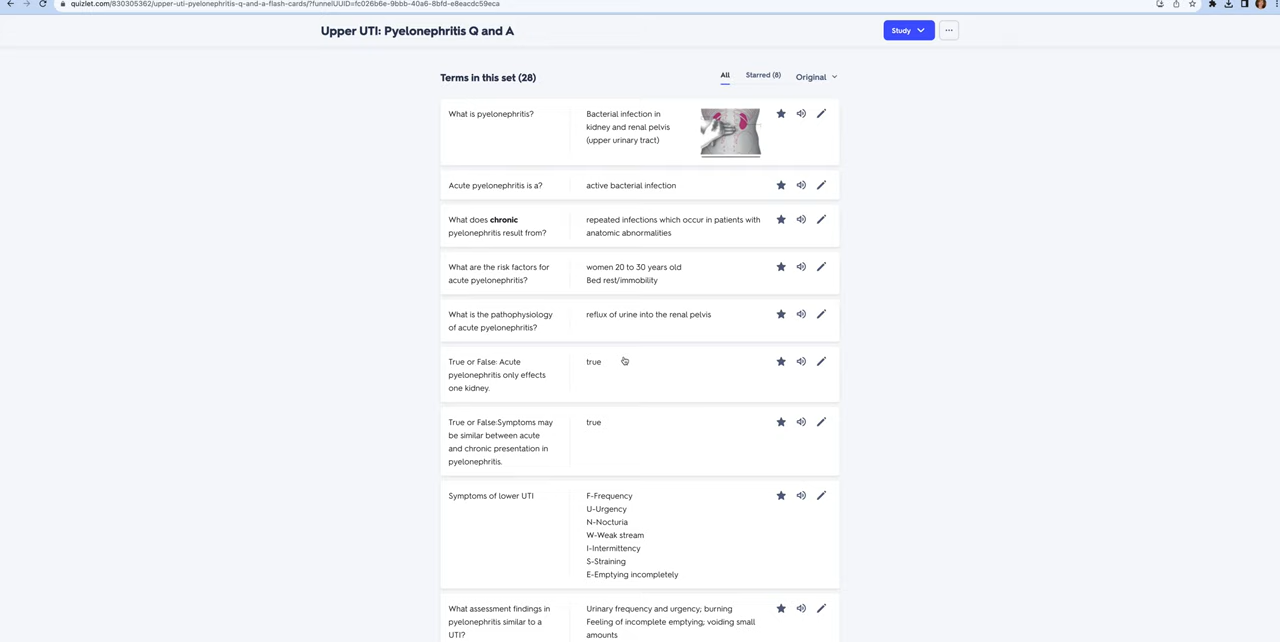 quizlet.com/830305362/upper-uti-pyelonephritis-q-and-a-flash-cards/?funnelUUID=fc026b6e-9bbb-40a6-8bfd-e8eacdc59eca
Upper UTI: Pyelonephritis Q and A
Study
Terms in this set (28)
All
Starred (8)
Original
What is pyelonephritis?
Bacterial infection in
kidney and renal pelvis
(upper urinary tract)
Acute pyelonephritis is a?
active bacterial infection
What does chronic
pyelonephritis result from?
repeated infections which occur in patients with
anatomic abnormalities
What are the risk factors for
acute pyelonephritis?
women 20 to 30 years old
Bed rest/immobility
What is the pathophysiology
of acute pyelonephritis?
reflux of urine into the renal pelvis
True or False: Acute
pyelonephritis only effects
one kidney.
true
True or False:Symptoms may
be similar between acute
and chronic presentation in
pyelonephritis.
true
Symptoms of lower UTI
F-Frequency
U-Urgency
N-Nocturia
W-Weak stream
I-Intermittency
S-Straining
E-Emptying incompletely
What assessment findings in
pyelonephritis similar to a
UTI?
Urinary frequency and urgency; burning
Feeling of incomplete emptying; voiding small
amounts